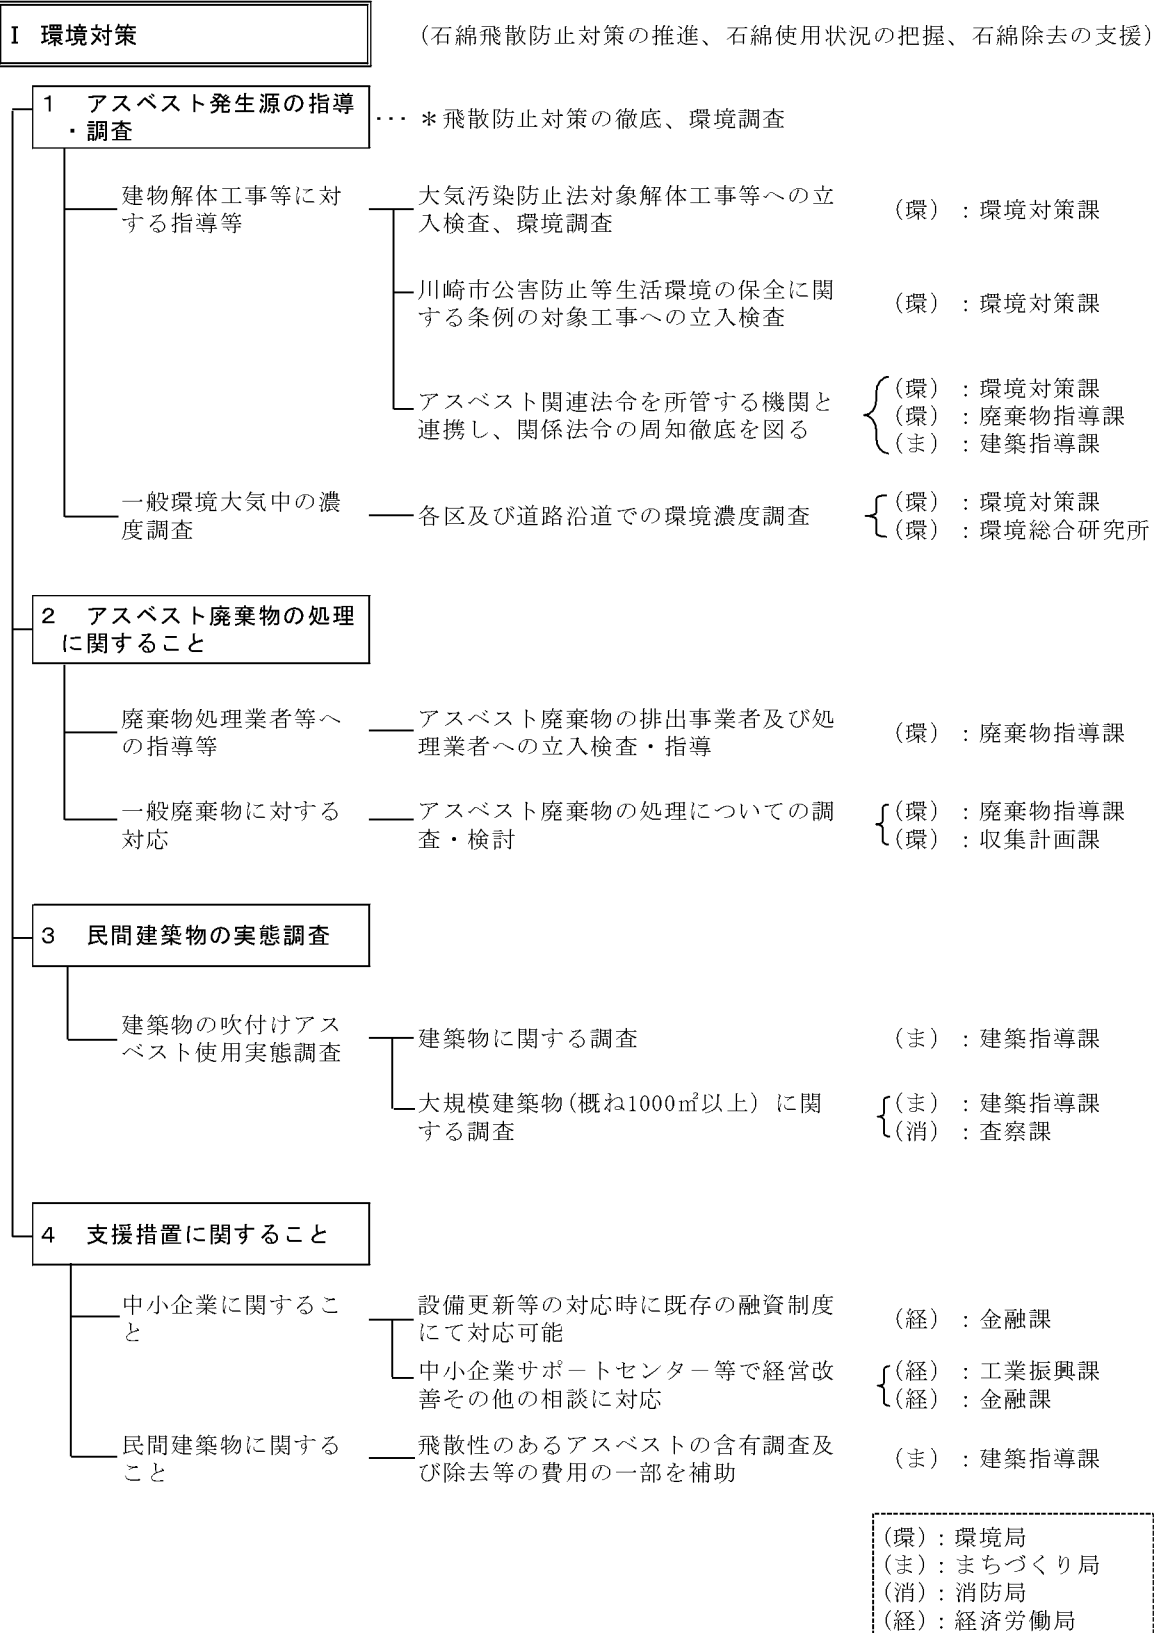 Ⅰ 環境対策
（石綿飛散防止対策の推進、石綿使用状況の把握、石綿除去の支援）
１　アスベスト発生源の指導
・調査
… ＊飛散防止対策の徹底、環境調査
建物解体工事等に対
する指導等
大気汚染防止法対象解体工事等への立
入検査、環境調査
（環）：環境対策課
川崎市公害防止等生活環境の保全に関
する条例の対象工事への立入検査
（環）：環境対策課
アスベスト関連法令を所管する機関と
連携し、関係法令の周知徹底を図る
（環）：環境対策課
（環）：廃棄物指導課
（ま）：建築指導課
一般環境大気中の濃
度調査
各区及び道路沿道での環境濃度調査
（環）：環境対策課
（環）：環境総合研究所
２　アスベスト廃棄物の処理
に関すること
廃棄物処理業者等へ
の指導等
アスベスト廃棄物の排出事業者及び処
理業者への立入検査・指導
（環）：廃棄物指導課
一般廃棄物に対する
対応
アスベスト廃棄物の処理についての調
査・検討
（環）：廃棄物指導課
（環）：収集計画課
３　民間建築物の実態調査
建築物の吹付けアス
ベスト使用実態調査
建築物に関する調査
（ま）：建築指導課
大規模建築物(概ね1000㎡以上）に関
する調査
（ま）：建築指導課
（消）：査察課
４　支援措置に関すること
中小企業に関するこ
と
設備更新等の対応時に既存の融資制度
にて対応可能
（経）：金融課
中小企業サポートセンター等で経営改
善その他の相談に対応
（経）：工業振興課
（経）：金融課
民間建築物に関する
こと
飛散性のあるアスベストの含有調査及
び除去等の費用の一部を補助
（ま）：建築指導課
（環）：環境局
（ま）：まちづくり局
（消）：消防局
（経）：経済労働局